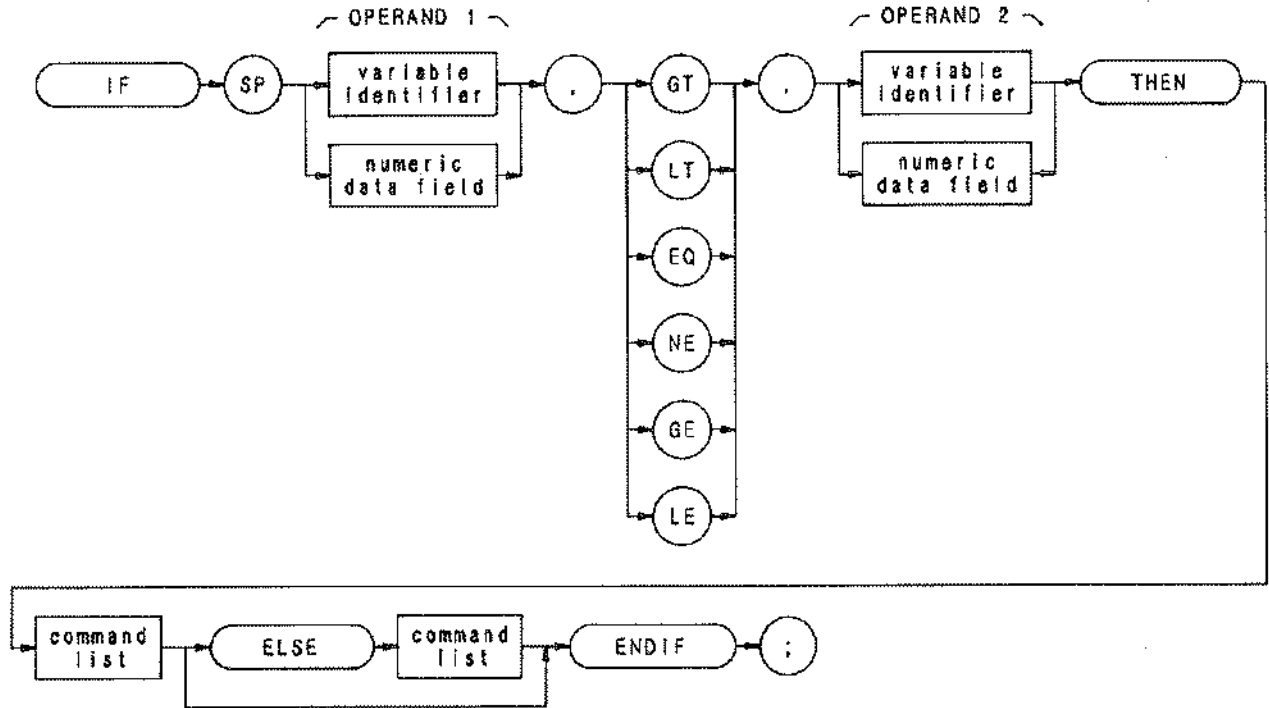 OPERAND 1
OPERAND 2
IF
SP
variable
identifier
,
GT
,
variable
identifier
THEN
numeric
data field
LT
numeric
data field
EQ
NE
GE
LE
command
list
ELSE
command
list
ENDIF
;